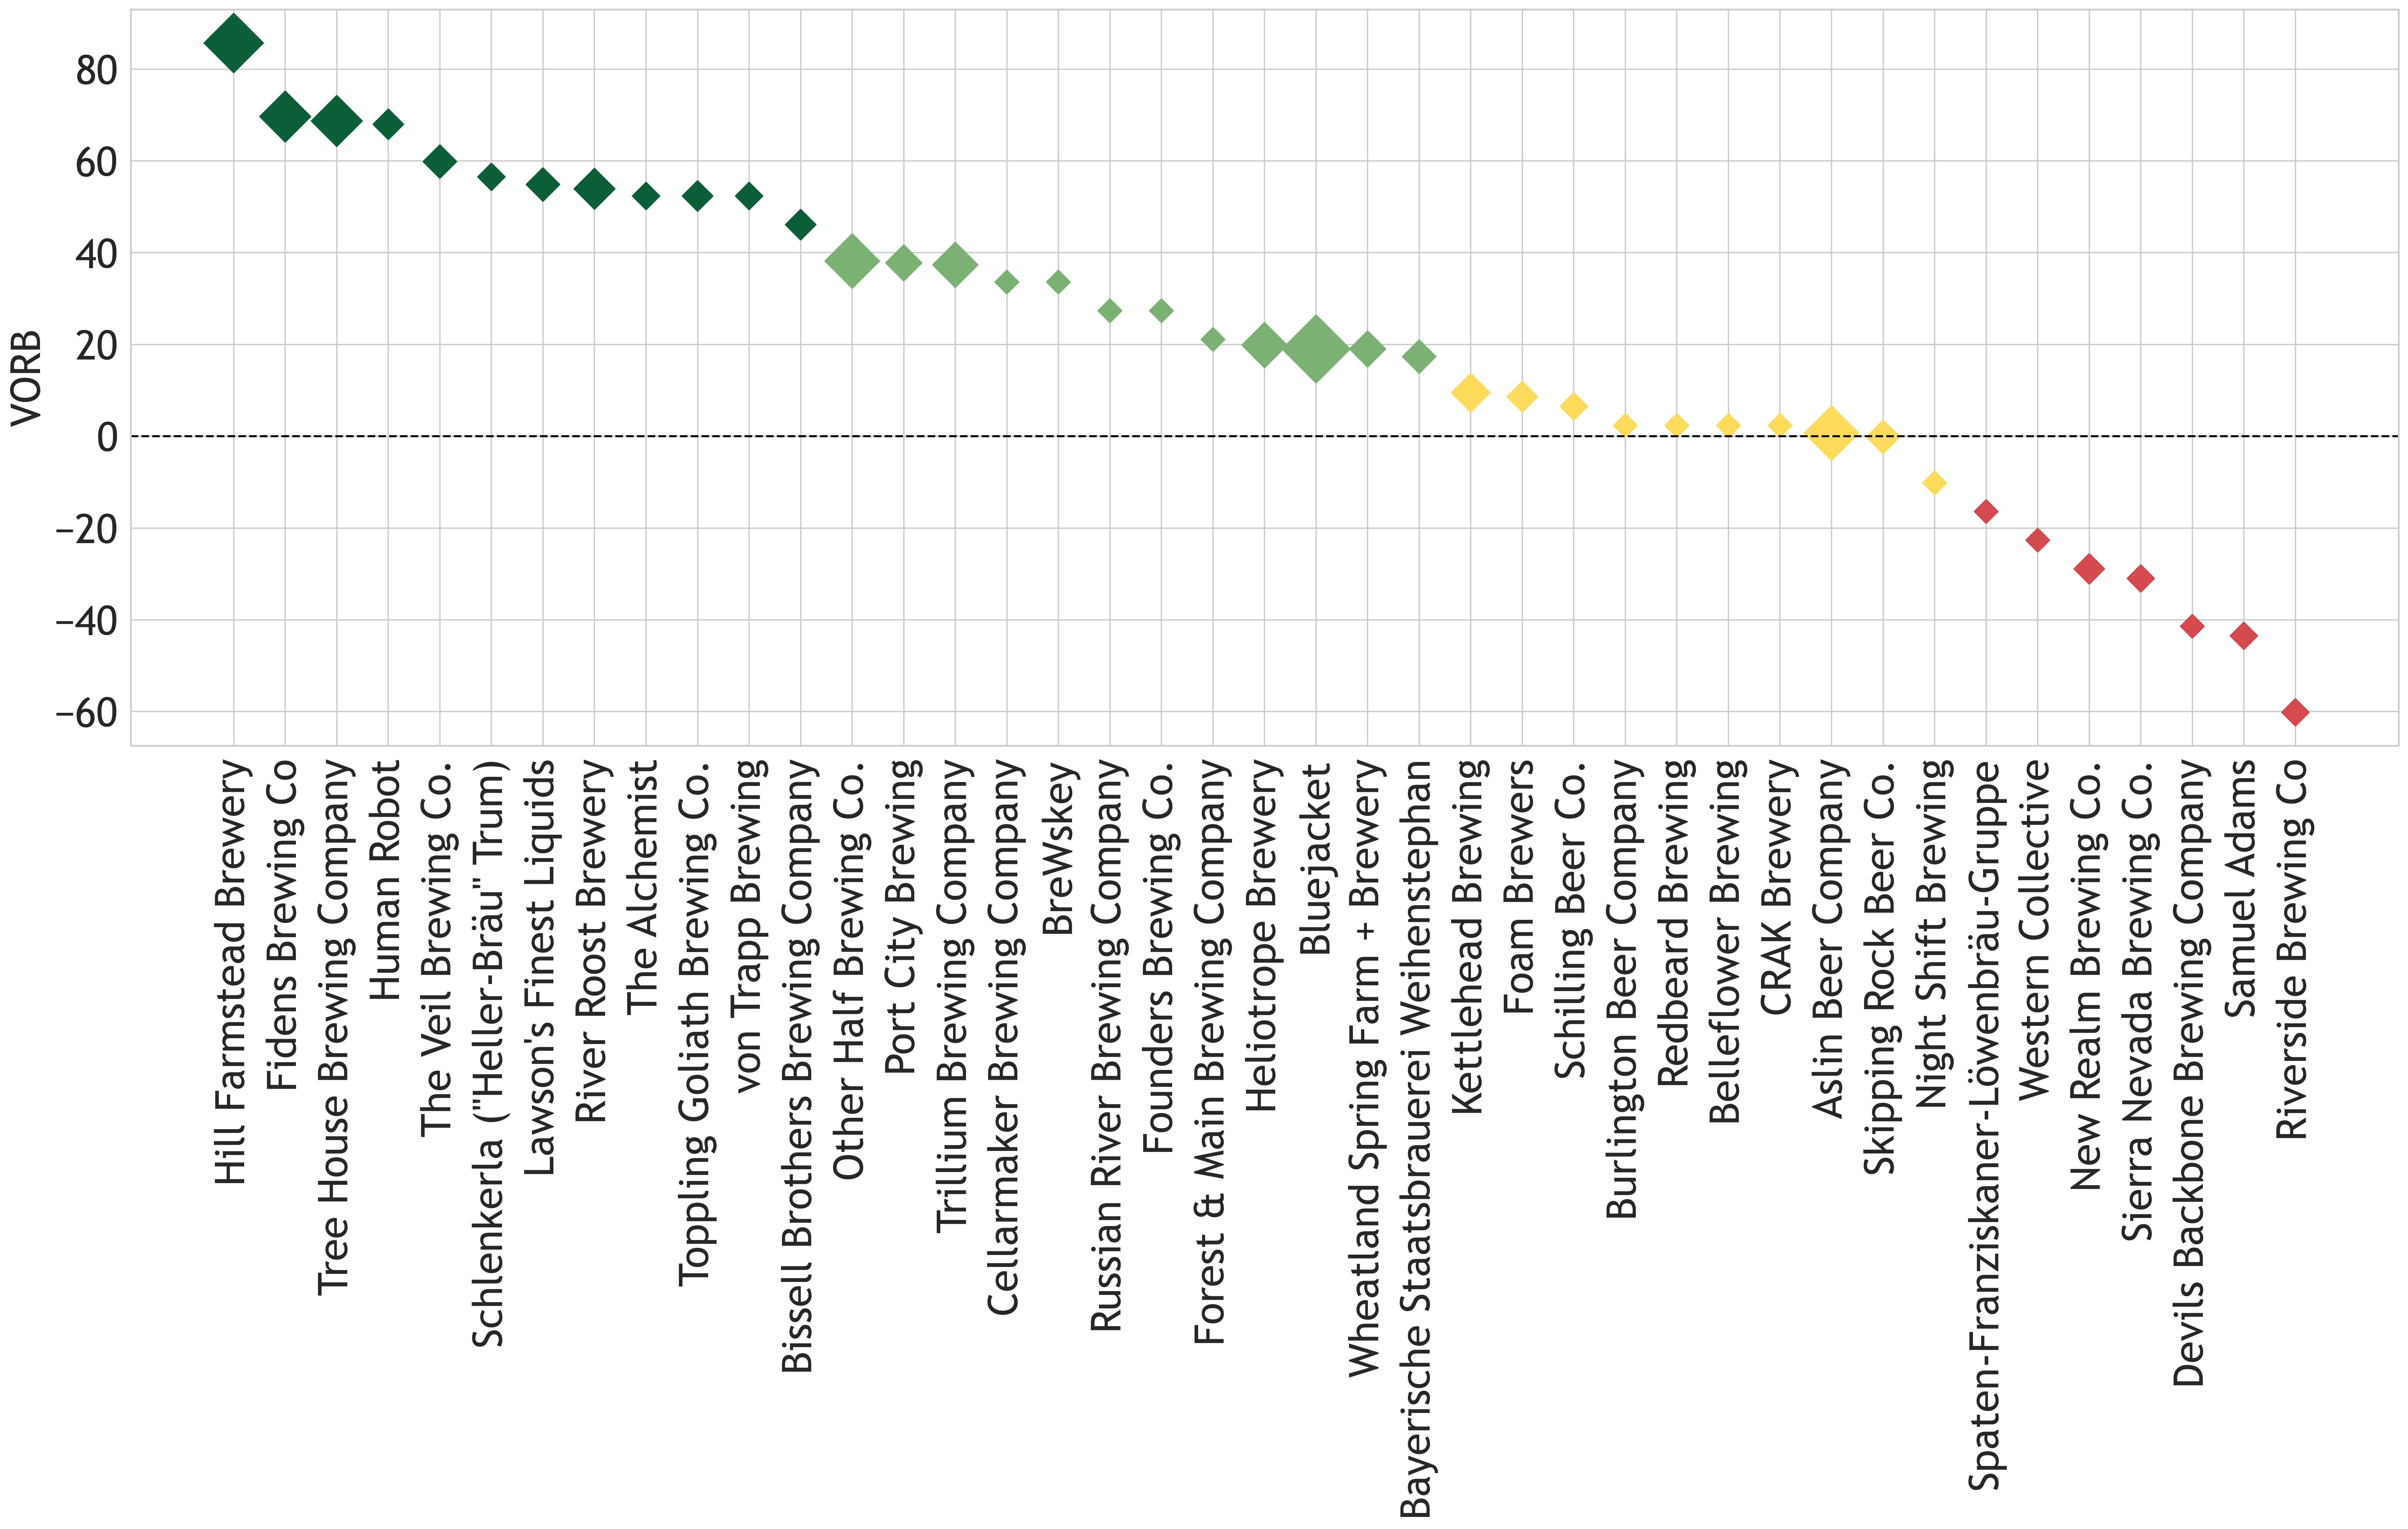 VORB
80
60
40
20
0
−20
−40
−60
Hill Farmstead Brewery
Fidens Brewing Co
Tree House Brewing Company
Human Robot
The Veil Brewing Co.
Schlenkerla ("Heller-Bräu" Trum)
Lawson's Finest Liquids
River Roost Brewery
The Alchemist
Toppling Goliath Brewing Co.
von Trapp Brewing
Bissell Brothers Brewing Company
Other Half Brewing Co.
Port City Brewing
Trillium Brewing Company
Cellarmaker Brewing Company
BreWskey
Russian River Brewing Company
Founders Brewing Co.
Forest & Main Brewing Company
Heliotrope Brewery
Bluejacket
Wheatland Spring Farm + Brewery
Bayerische Staatsbrauerei Weihenstephan
Kettlehead Brewing
Foam Brewers
Schilling Beer Co.
Burlington Beer Company
Redbeard Brewing
Belleflower Brewing
CRAK Brewery
Aslin Beer Company
Skipping Rock Beer Co.
Night Shift Brewing
Spaten-Franziskaner-Löwenbräu-Gruppe
Western Collective
New Realm Brewing Co.
Sierra Nevada Brewing Co.
Devils Backbone Brewing Company
Samuel Adams
Riverside Brewing Co